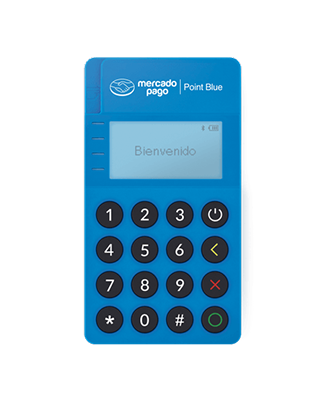 mercado
pago
Point Blue
Bienvenido
1 2 3
4 5 6
7 8 9
* 0 #